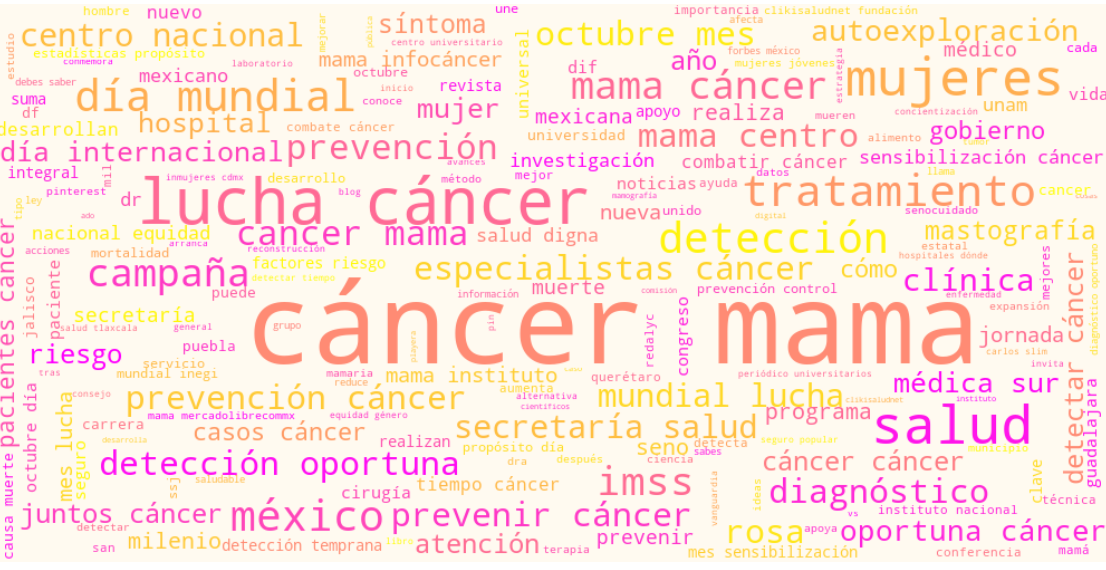 hombre
nuevo
síntoma
une
octubre mes
importancia
clikisaludnet fundación
afecta
autoexploración
centro nacional
estadísticas propósito
conmemora
estudio
mejorar
pública
centro universitario
mama infocáncer
laboratorio
octubre
inicio
conoce
revista
universal
dif
año
forbes méxico
mujeres jóvenes
estrategia
médico
cada
mujeres
debes saber
mexicano
suma
df
día mundial
mujer
mama cáncer
mueren
concientización
unam
vida
desarrollan
hospital
combate cáncer
mexicana
apoyo
realiza
universidad
mama centro
alimento
gobierno
día internacional
prevención
avances
investigación
combatir cáncer
datos
sensibilización cáncer
integral
mil
pinterest
inmujeres cdmx
desarrollo
blog
método
mejor
noticias
ayuda
mamografía
llama
cancer
tipo
ley
dr
lucha cáncer
nueva
unido
tratamiento
senocuidado
ado
nacional equidad
cancer mama
salud digna
digital
detección
mastografía
acciones
arranca
reconstrucción
mortalidad
factores riesgo
estatal
hospitales dónde
pacientes cancer
jalisco
paciente
campaña
detectar tiempo
especialistas cáncer
cómo
clínica
mejores
diagnóstico oportuno
puede
muerte
información
comisión
prevención control
enfermedad
secretaría
cáncer mama
expansión
salud tlaxcala
general
grupo
pin
redalyc
congreso
jornada
carlos slim
detectar cáncer
riesgo
puebla
playera
tras
servicio
mamaria
periódico universitarios
invita
mundial inegi
reduce
mama instituto
querétaro
médica sur
instituto
consejo
prevención cáncer
aumenta
alternativa
mundial lucha
clikisaludnet
mama mercadolibrecommx
equidad género
científicos
programa
salud
guadalajara
octubre día
mes lucha
carrera
casos cáncer
secretaría salud
desarrolla
realizan
propósito día
seno
detecta
seguro popular
municipio
causa muerte
seguro
detección oportuna
saludable
ssj
dra
después
ciencia
sabes
cáncer cáncer
clave
tiempo cáncer
imss
vanguardia
ideas
cirugía
diagnóstico
técnica
juntos cáncer
méxico
prevenir cáncer
vs
instituto nacional
detectar
rosa
apoya
oportuna cáncer
san
milenio
detección temprana
libro
atención
terapia
prevenir
mes sensibilización
conferencia
mamá